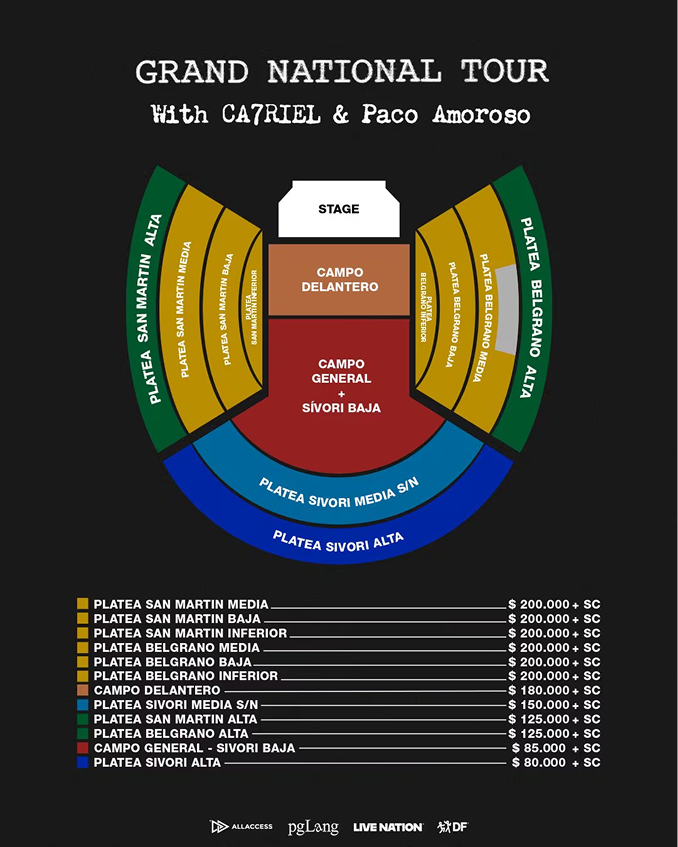 GRAND NATIONAL TOUR
With CA7RIEL & Paco Amoroso
STAGE
CAMPO
DELANTERO
CAMPO
GENERAL
+
SÍVORI BAJA
PLATEA SAN MARTIN ALTA
PLATEA SAN MARTIN MEDIA
PLATEA SAN MARTIN BAJA
PLATEA
SAN MARTIN INFERIOR
PLATEA
BELGRANO INFERIOR
PLATEA BELGRANO BAJA
PLATEA BELGRANO MEDIA
PLATEA BELGRANO ALTA
PLATEA SIVORI MEDIA S/N
PLATEA SIVORI ALTA
PLATEA SAN MARTIN MEDIA $ 200.000 + SC
PLATEA SAN MARTIN BAJA $ 200.000 + SC
PLATEA SAN MARTIN INFERIOR $ 200.000 + SC
PLATEA BELGRANO MEDIA $ 200.000 + SC
PLATEA BELGRANO BAJA $ 200.000 + SC
PLATEA BELGRANO INFERIOR $ 200.000 + SC
CAMPO DELANTERO $ 180.000 + SC
PLATEA SIVORI MEDIA S/N $ 150.000 + SC
PLATEA SAN MARTIN ALTA $ 125.000 + SC
PLATEA BELGRANO ALTA $ 125.000 + SC
CAMPO GENERAL - SIVORI BAJA $ 85.000 + SC
PLATEA SIVORI ALTA $ 80.000 + SC
ALLACCESS pgLang LIVE NATION DF